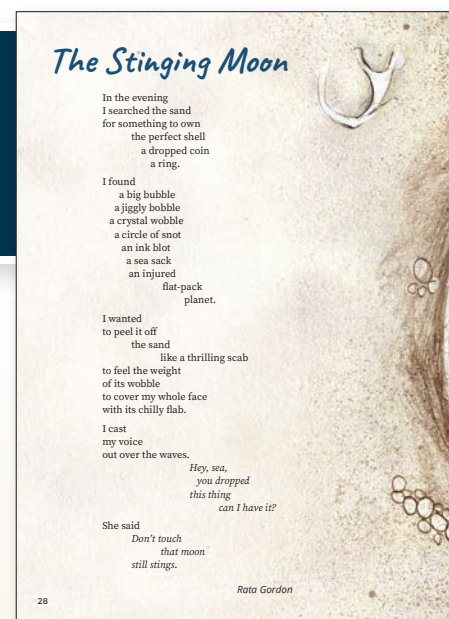 The Stinging Moon
In the evening
I searched the sand
for something to own
the perfect shell
a dropped coin
a ring.
I found
a big bubble
a jiggly bobble
a crystal wobble
a circle of snot
an ink blot
a sea sack
an injured
flat-pack
planet.
I wanted
to peel it off
the sand
like a thrilling scab
to feel the weight
of its wobble
to cover my whole face
with its chilly flab.
I cast
my voice
out over the waves.
Hey, sea,
you dropped
this thing
can I have it?
She said
Don't touch
that moon
still stings.
Rata Gordon
28